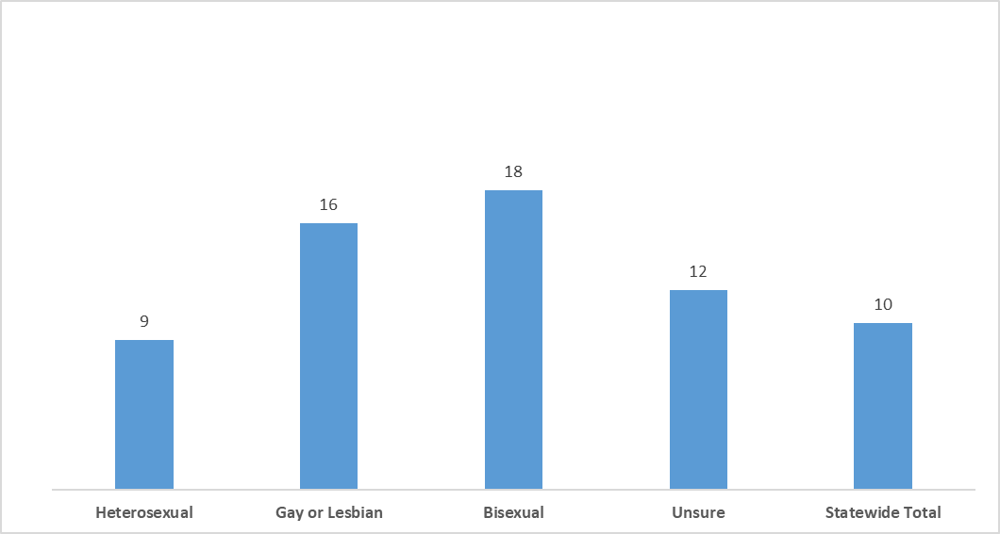 18
16
12
10
9
Heterosexual
Gay or Lesbian
Bisexual
Unsure
Statewide Total